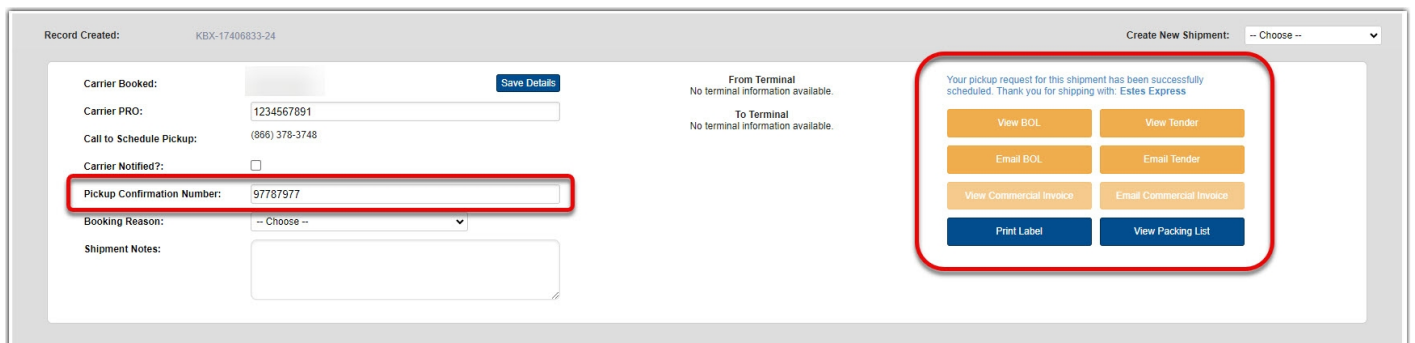 Record Created: KBX-17406833-24 Create New Shipment: -- Choose --
Carrier Booked: Save Details
Carrier PRO: 1234567891
Call to Schedule Pickup: (866) 378-3748
Carrier Notified?:
Pickup Confirmation Number: 97787977
Booking Reason: -- Choose --
Shipment Notes:
From Terminal
No terminal information available.
To Terminal
No terminal information available.
Your pickup request for this shipment has been successfully
scheduled. Thank you for shipping with: Estes Express
View BOL View Tender
Email BOL Email Tender
View Commercial Invoice Email Commercial Invoice
Print Label View Packing List